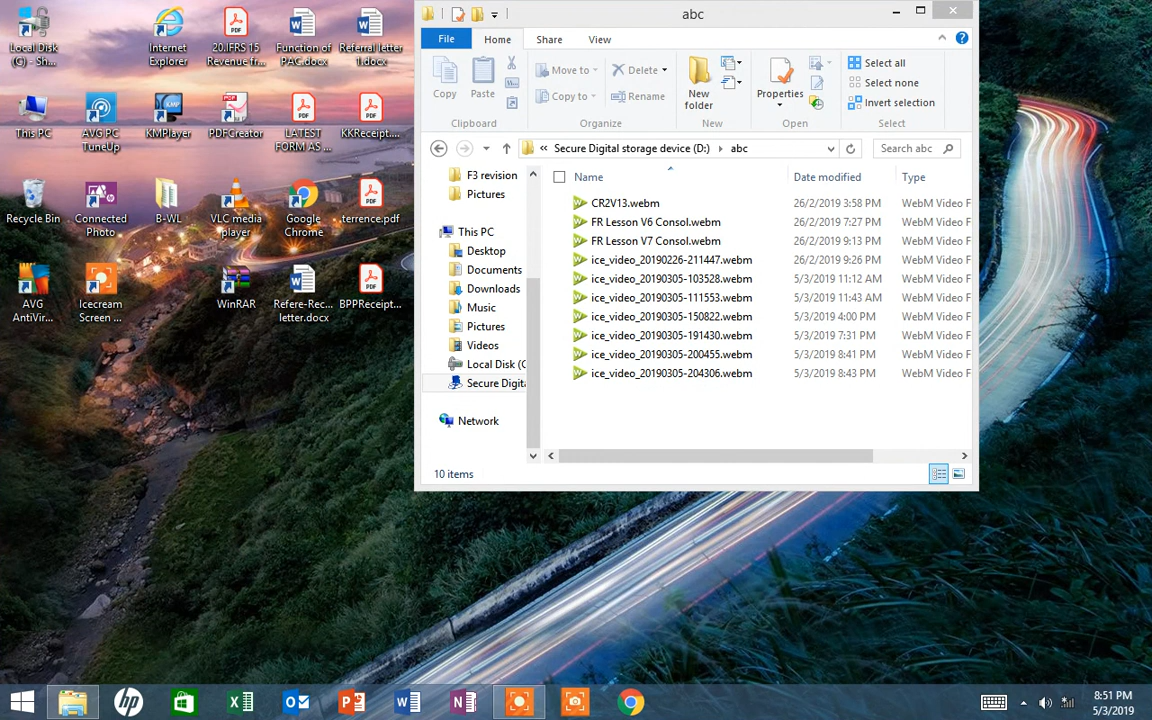 Local Disk
(G) - Sh...
Internet
Explorer
20.IFRS 15
Revenue fr...
Function of
PAC.docx
Referral letter
1.docx
This PC
AVG PC
TuneUp
KMPlayer
PDFCreator
LATEST
FORM AS ...
KKReceipt....
Recycle Bin
Connected
Photo
B-WL
VLC media
player
Google
Chrome
.terrence.pdf
AVG
AntiVir...
Icecream
Screen ...
WinRAR
Refere-Rec...
letter.docx
BPPReceipt...
abc
File
Home
Share
View
Copy
Paste
Move to
Copy to
Delete
Rename
New
folder
Properties
Select all
Select none
Invert selection
Clipboard
Organize
New
Open
Select
« Secure Digital storage device (D:) abc
Search abc
F3 revision
Pictures
This PC
Desktop
Documents
Downloads
Music
Pictures
Videos
Local Disk (C
Secure Digita
Network
Name Date modified Type
CR2V13.webm 26/2/2019 3:58 PM WebM Video F
FR Lesson V6 Consol.webm 26/2/2019 7:27 PM WebM Video F
FR Lesson V7 Consol.webm 26/2/2019 9:13 PM WebM Video F
ice_video_20190226-211447.webm 26/2/2019 9:26 PM WebM Video F
ice_video_20190305-103528.webm 5/3/2019 11:12 AM WebM Video F
ice_video_20190305-111553.webm 5/3/2019 11:43 AM WebM Video F
ice_video_20190305-150822.webm 5/3/2019 4:00 PM WebM Video F
ice_video_20190305-191430.webm 5/3/2019 7:31 PM WebM Video F
ice_video_20190305-200455.webm 5/3/2019 8:41 PM WebM Video F
ice_video_20190305-204306.webm 5/3/2019 8:43 PM WebM Video F
10 items
8:51 PM
5/3/2019